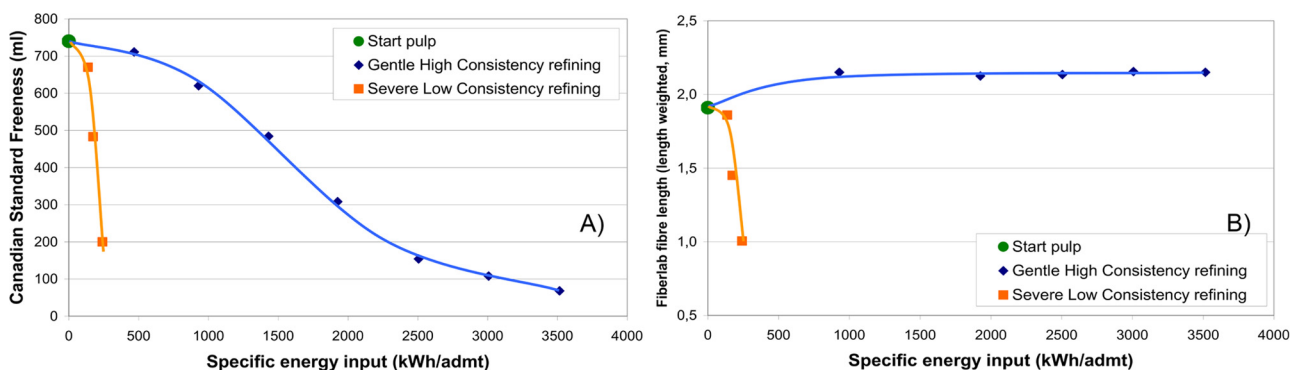 800
700
600
500
400
300
200
100
0
Canadian Standard Freeness (ml)
Start pulp
Gentle High Consistency refining
Severe Low Consistency refining
A)
0 500 1000 1500 2000 2500 3000 3500 4000
Specific energy input (kWh/admt)
2,5
2,0
1,5
1,0
0,5
Fiberlab fibre length (length weighted, mm)
B)
Start pulp
Gentle High Consistency refining
Severe Low Consistency refining
0 500 1000 1500 2000 2500 3000 3500 4000
Specific energy input (kWh/admt)